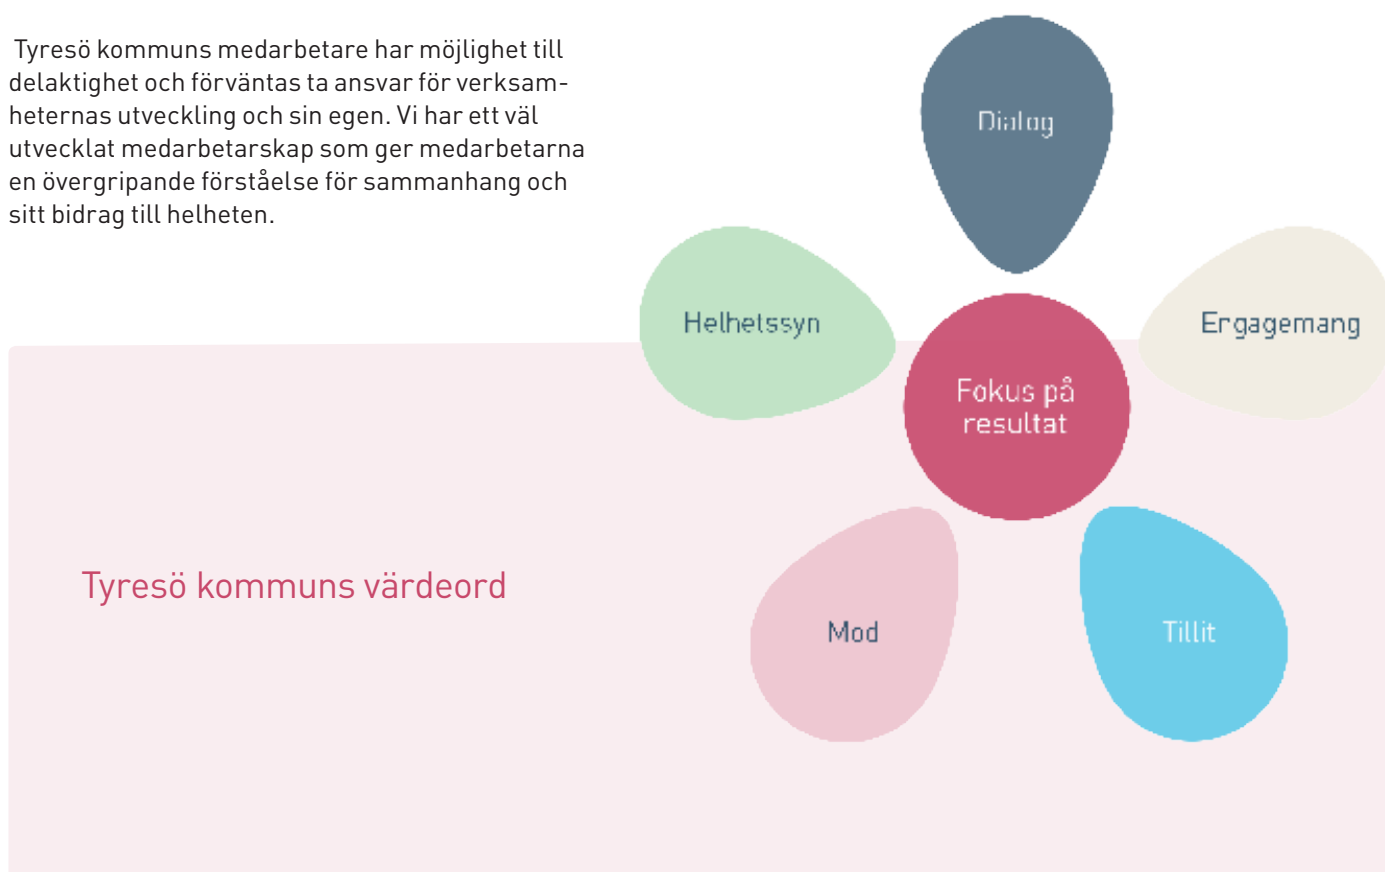 Tyresö kommuns medarbetare har möjlighet till
delaktighet och förväntas ta ansvar för verksam-
heternas utveckling och sin egen. Vi har ett väl
utvecklat medarbetarskap som ger medarbetarna
en övergripande förståelse för sammanhang och
sitt bidrag till helheten.
Dialog
Helhetssyn
Engagemang
Fokus på
resultat
Tyresö kommuns värdeord
Mod
Tillit